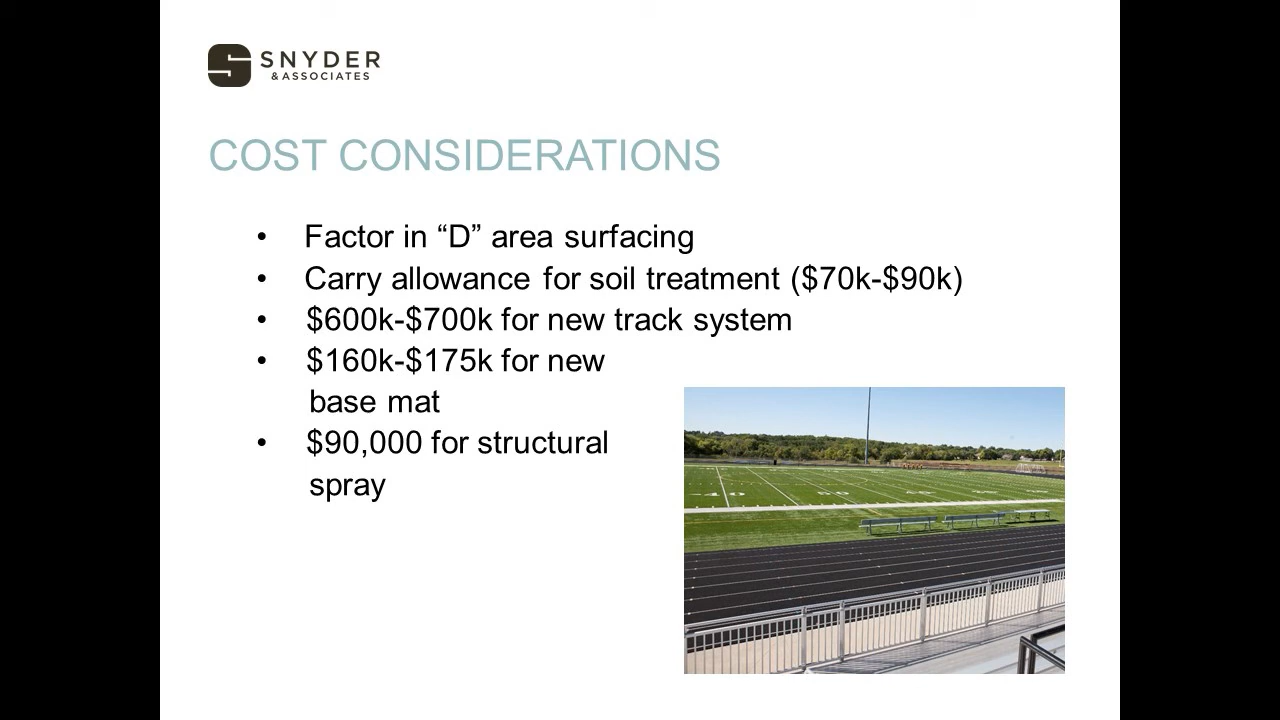 SNYDER
& ASSOCIATES
COST CONSIDERATIONS
• Factor in “D” area surfacing
• Carry allowance for soil treatment ($70k-$90k)
• $600k-$700k for new track system
• $160k-$175k for new
base mat
• $90,000 for structural
spray